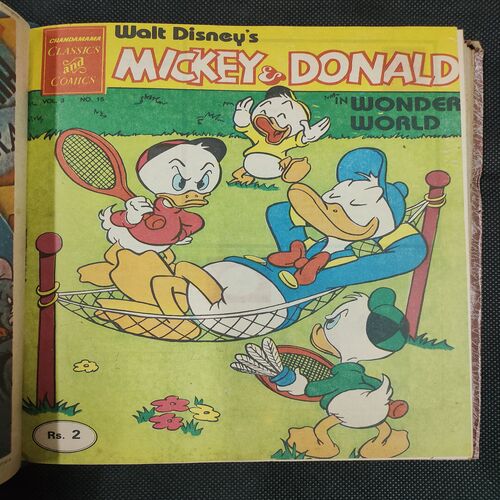 CHANDAMAMA
CLASSICS
and
COMICS
Walt Disney's
MICKEY & DONALD
VOL. 3 NO. 15
IN WONDER
WORLD
Rs. 2